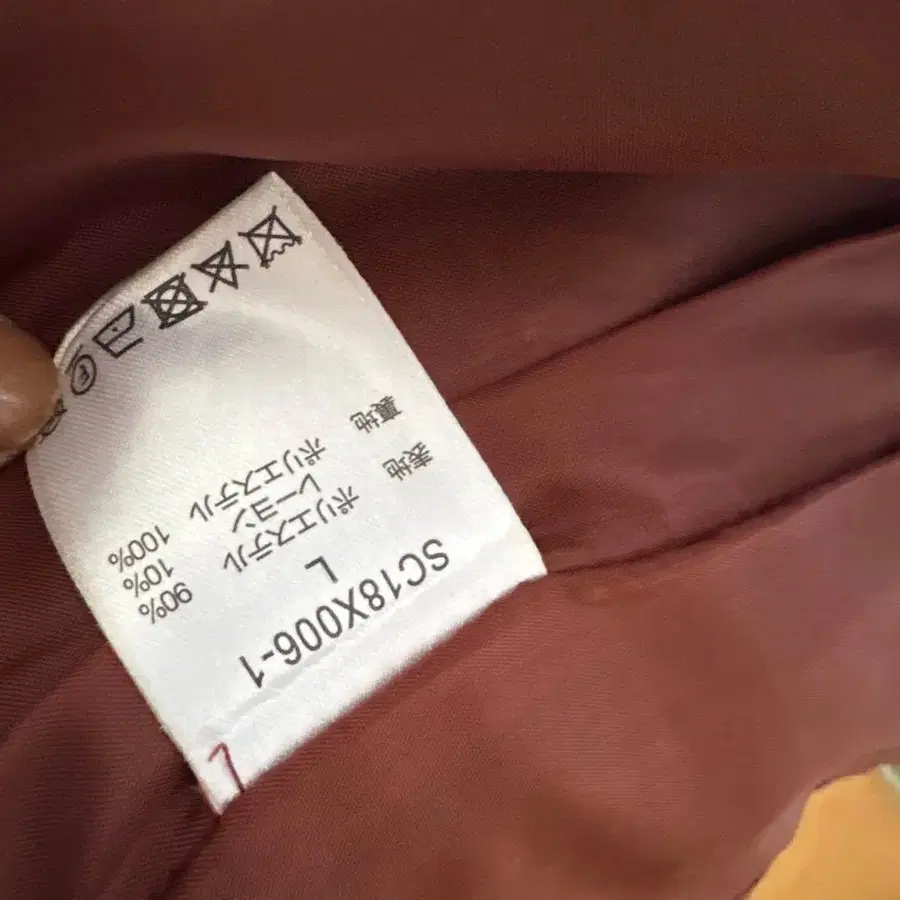 SC18X006-1
L
表地 ポリエステル 90%
レーヨン 10%
裏地 ポリエステル 100%
F